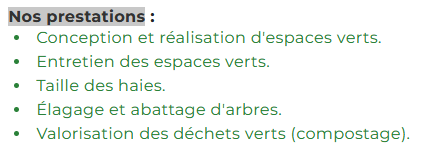 Nos prestations :
• Conception et réalisation d'espaces verts.
• Entretien des espaces verts.
• Taille des haies.
• Élagage et abattage d'arbres.
• Valorisation des déchets verts (compostage).